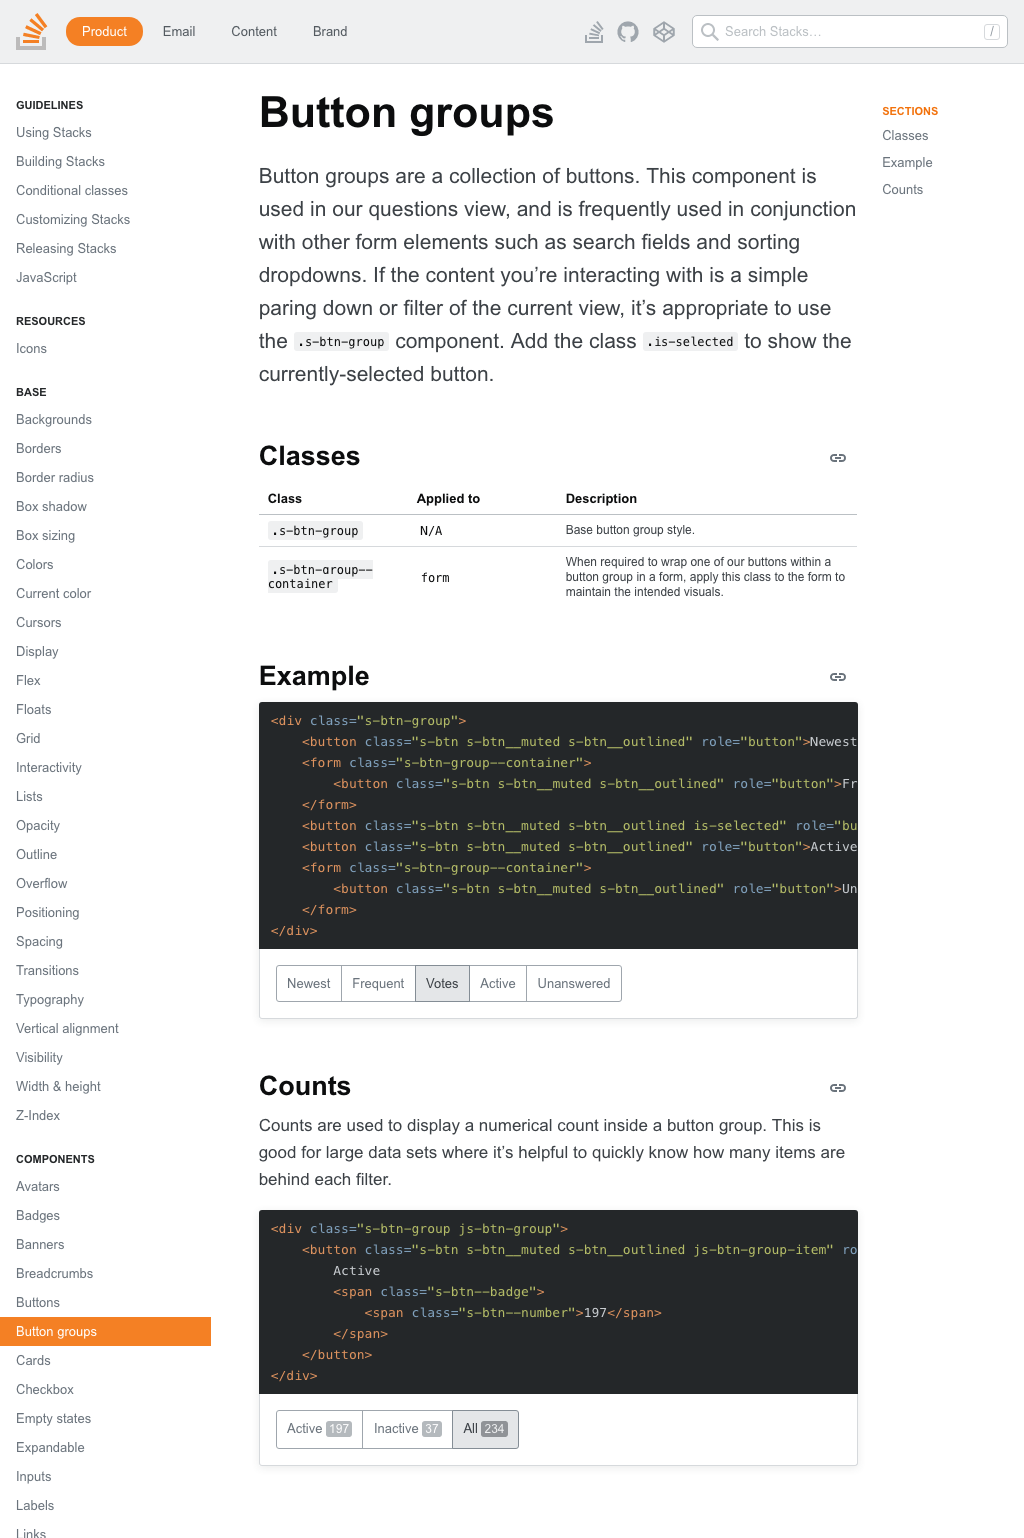 Product
Email
Content
Brand
Search Stacks…
/
GUIDELINES
Using Stacks
Building Stacks
Conditional classes
Customizing Stacks
Releasing Stacks
JavaScript
RESOURCES
Icons
BASE
Backgrounds
Borders
Border radius
Box shadow
Box sizing
Colors
Current color
Cursors
Display
Flex
Floats
Grid
Interactivity
Lists
Opacity
Outline
Overflow
Positioning
Spacing
Transitions
Typography
Vertical alignment
Visibility
Width & height
Z-Index
COMPONENTS
Avatars
Badges
Banners
Breadcrumbs
Buttons
Button groups
Cards
Checkbox
Empty states
Expandable
Inputs
Labels
Links
Button groups
Button groups are a collection of buttons. This component is
used in our questions view, and is frequently used in conjunction
with other form elements such as search fields and sorting
dropdowns. If the content you’re interacting with is a simple
paring down or filter of the current view, it’s appropriate to use
the .s-btn-group component. Add the class .is-selected to show the
currently-selected button.
Classes
Class Applied to Description
.s-btn-group N/A Base button group style.
.s-btn-group--
container
form
When required to wrap one of our buttons within a
button group in a form, apply this class to the form to
maintain the intended visuals.
Example
<div class="s-btn-group">
<button class="s-btn s-btn__muted s-btn__outlined" role="button">Newest
<form class="s-btn-group--container">
<button class="s-btn s-btn__muted s-btn__outlined" role="button">Fr
</form>
<button class="s-btn s-btn__muted s-btn__outlined is-selected" role="bu
<button class="s-btn s-btn__muted s-btn__outlined" role="button">Active
<form class="s-btn-group--container">
<button class="s-btn s-btn__muted s-btn__outlined" role="button">Un
</form>
</div>
Newest Frequent Votes Active Unanswered
Counts
Counts are used to display a numerical count inside a button group. This is
good for large data sets where it’s helpful to quickly know how many items are
behind each filter.
<div class="s-btn-group js-btn-group">
<button class="s-btn s-btn__muted s-btn__outlined js-btn-group-item" ro
Active
<span class="s-btn--badge">
<span class="s-btn--number">197</span>
</span>
</button>
</div>
Active 197 Inactive 37 All 234
SECTIONS
Classes
Example
Counts